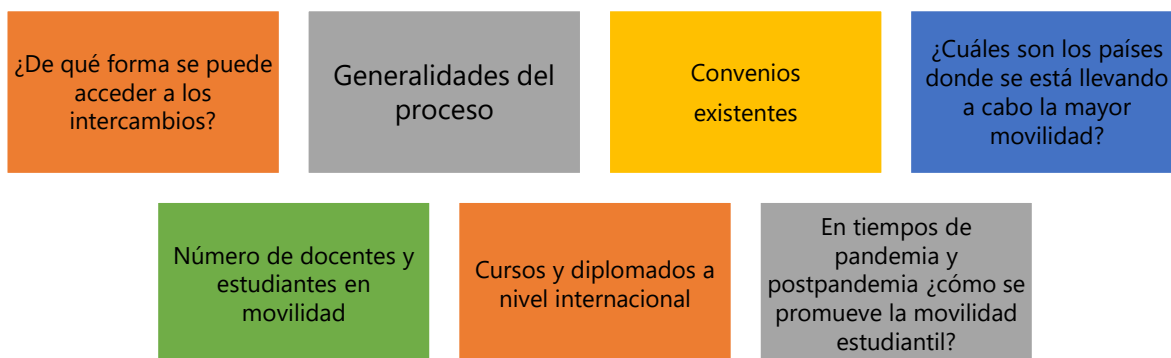 ¿De qué forma se puede
acceder a los
intercambios?
Generalidades del
proceso
Convenios
existentes
¿Cuáles son los países
donde se está llevando
a cabo la mayor
movilidad?
Número de docentes y
estudiantes en
movilidad
Cursos y diplomados a
nivel internacional
En tiempos de
pandemia y
postpandemia ¿cómo se
promueve la movilidad
estudiantil?